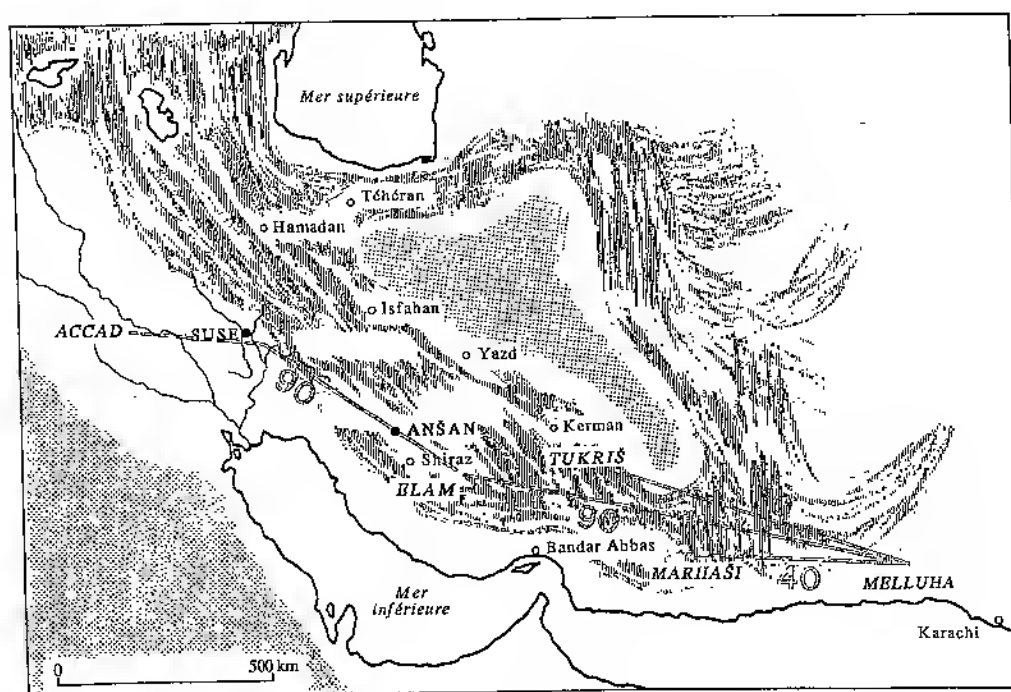 Mer supérieure
Téhéran
Hamadan
Isfahan
ACCAD
SUSE
Yazd
90
ANŠAN
Kerman
Shiraz
TUKRIŠ
ELAM
90
Bandar Abbas
MARHAŠI
40
MELLUHA
Mer
inférieure
Karachi
0
500 km